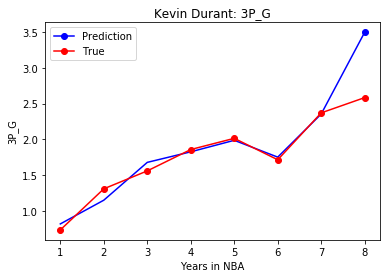 Kevin Durant: 3P_G
Prediction
True
3P_G
3.5
3.0
2.5
2.0
1.5
1.0
1 2 3 4 5 6 7 8
Years in NBA